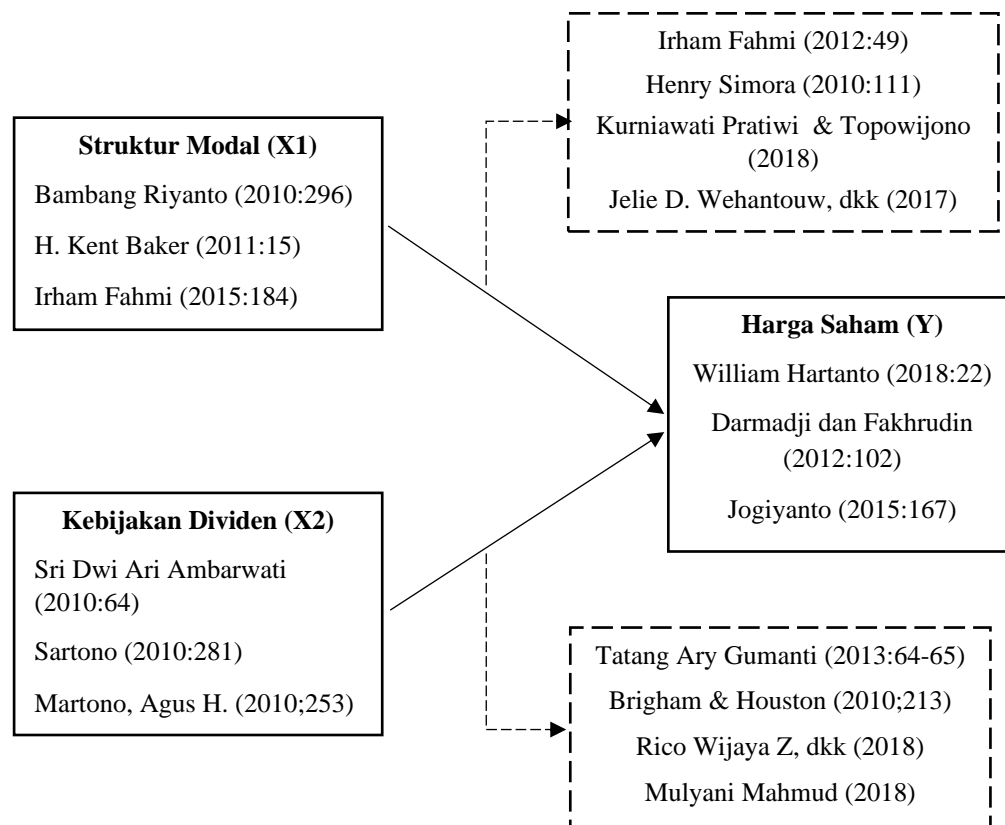 Irham Fahmi (2012:49)
Henry Simora (2010:111)
Kurniawati Pratiwi & Topowijono
(2018)
Jelie D. Wehantouw, dkk (2017)
Struktur Modal (X1)
Bambang Riyanto (2010:296)
H. Kent Baker (2011:15)
Irham Fahmi (2015:184)
Harga Saham (Y)
William Hartanto (2018:22)
Darmadji dan Fakhrudin
(2012:102)
Jogiyanto (2015:167)
Kebijakan Dividen (X2)
Sri Dwi Ari Ambarwati
(2010:64)
Sartono (2010:281)
Martono, Agus H. (2010;253)
Tatang Ary Gumanti (2013:64-65)
Brigham & Houston (2010;213)
Rico Wijaya Z, dkk (2018)
Mulyani Mahmud (2018)